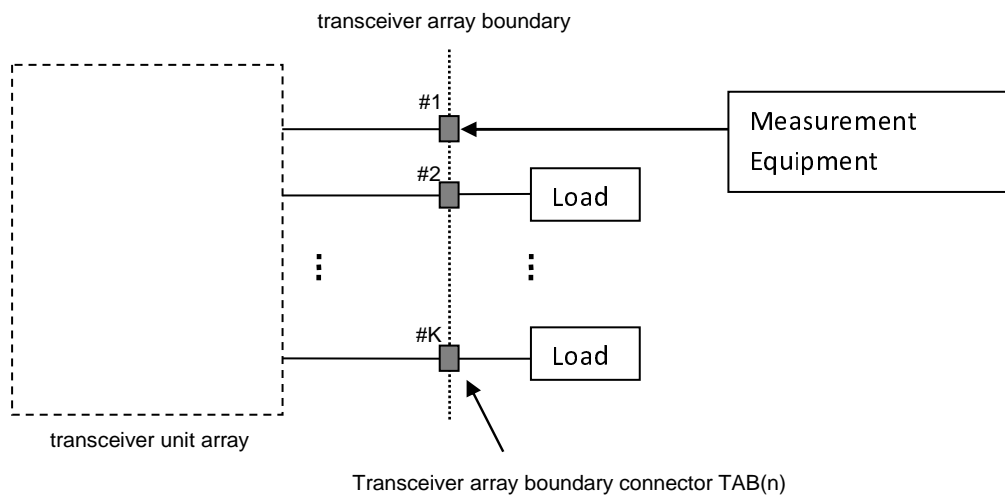 transceiver array boundary
#1
Measurement
Equipment
#2
Load
#K
Load
transceiver unit array
Transceiver array boundary connector TAB(n)